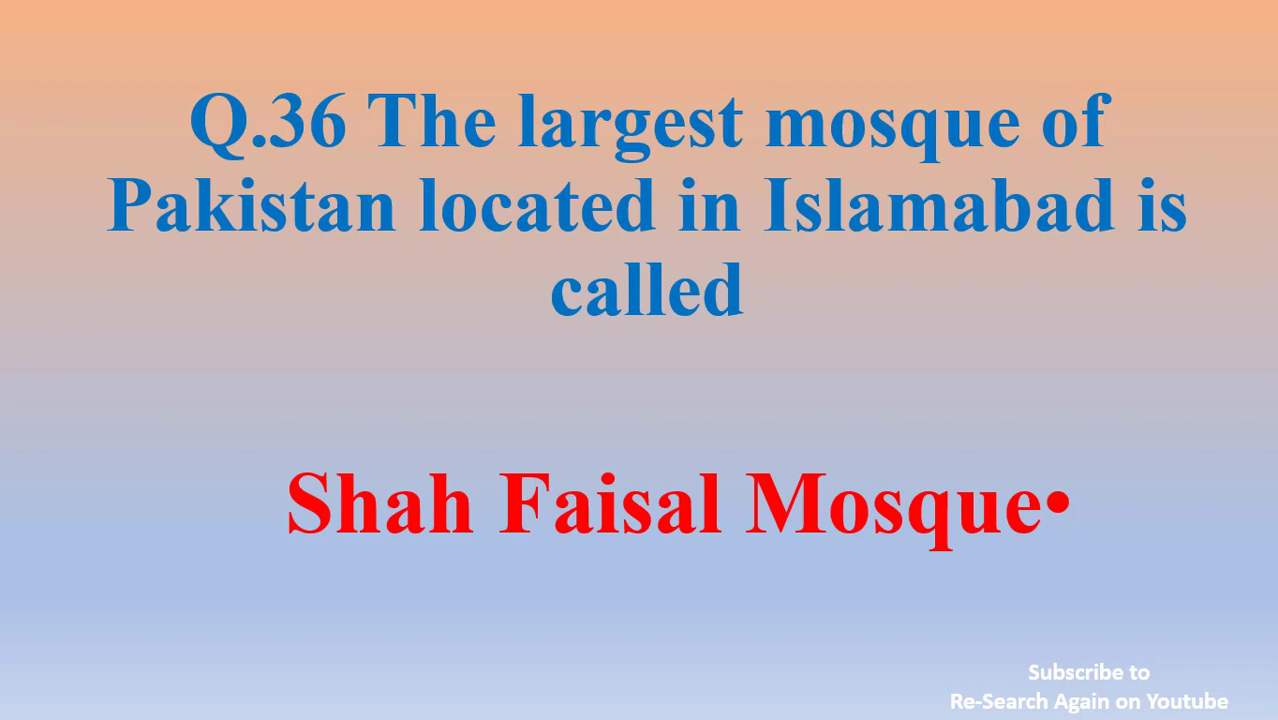 Q.36 The largest mosque of
Pakistan located in Islamabad is
called
Shah Faisal Mosque•
Subscribe to
Re-Search Again on Youtube